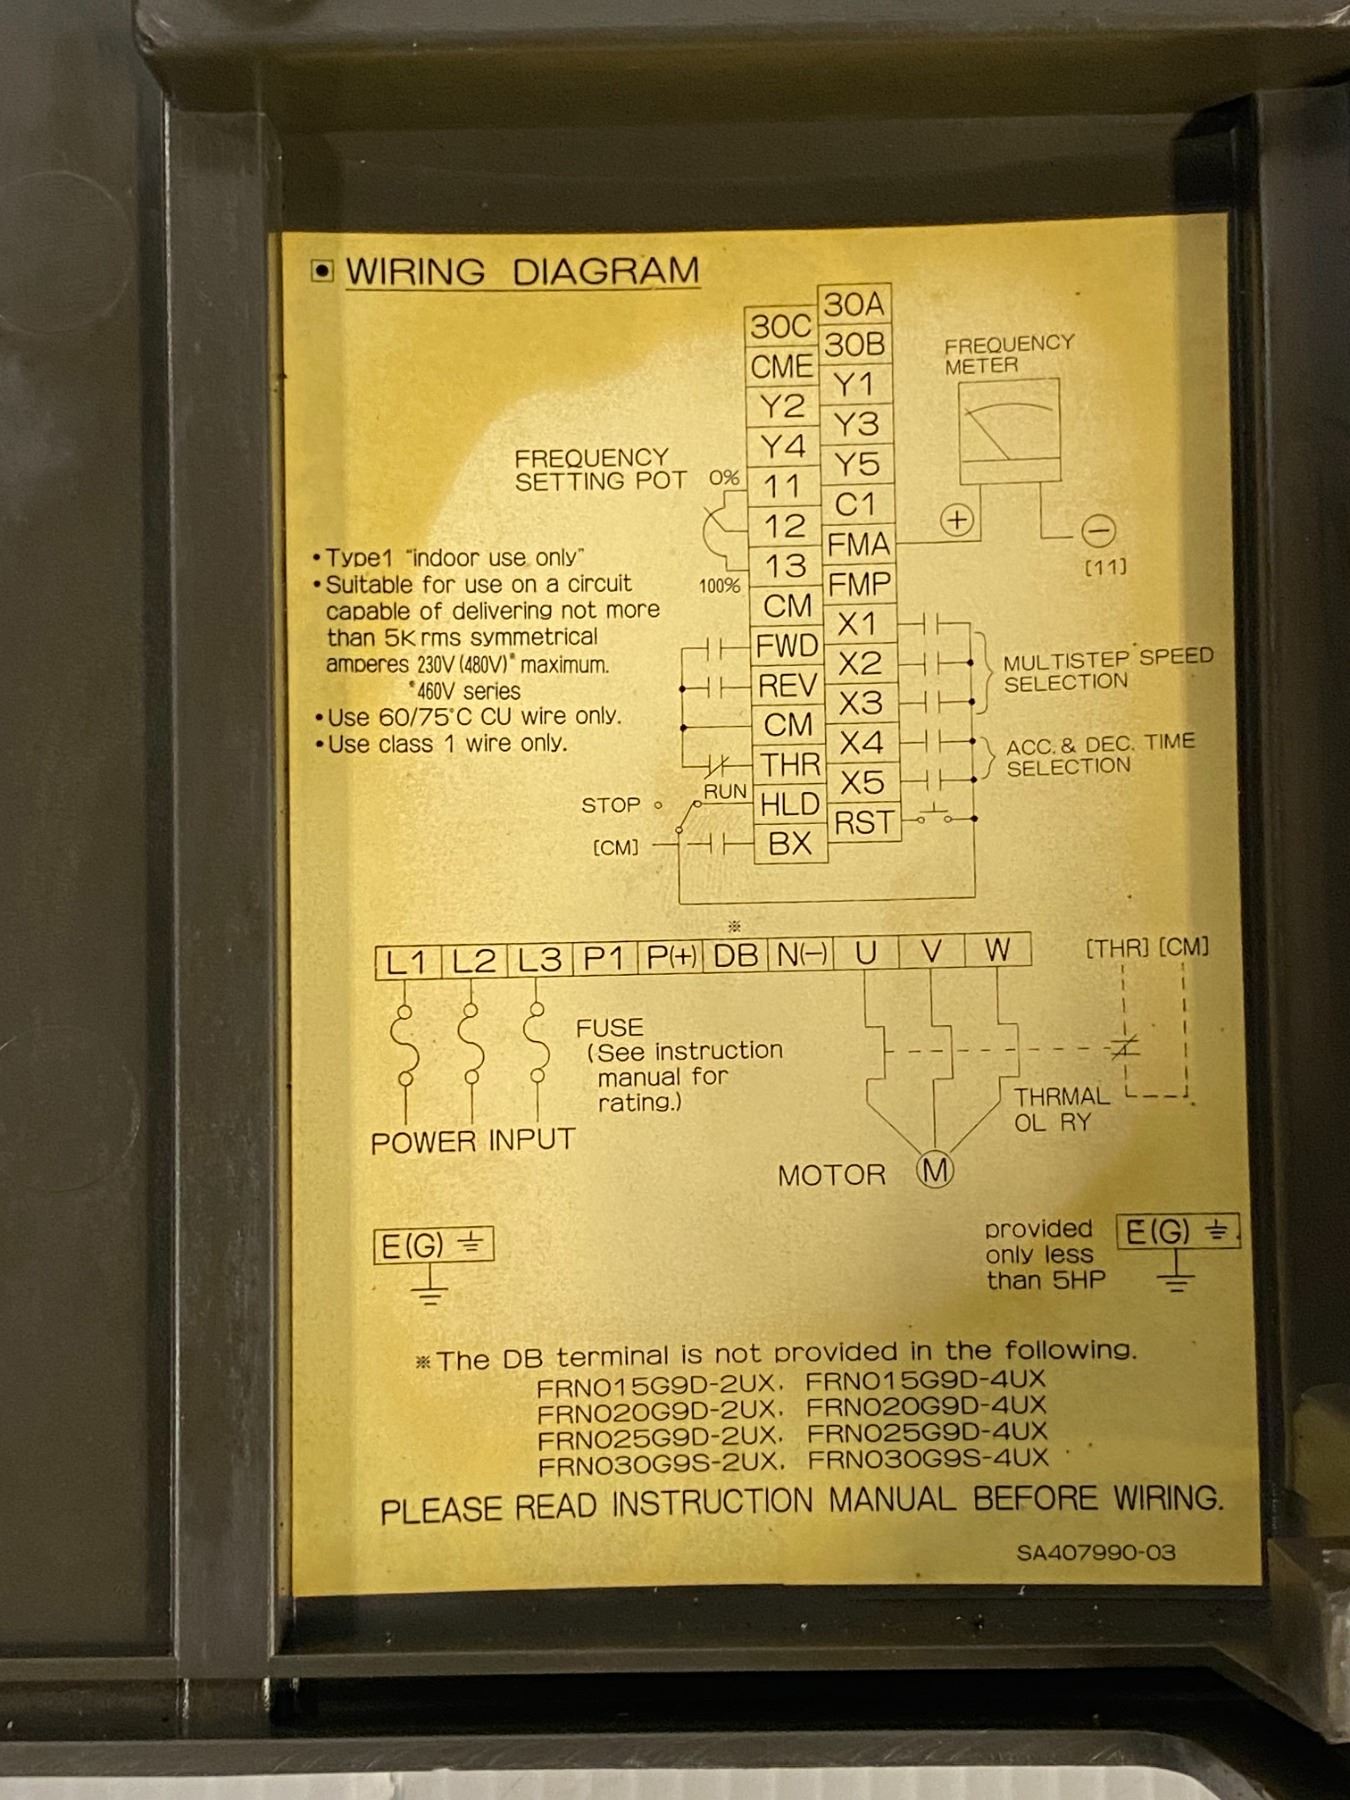 WIRING DIAGRAM
30A
30C
30B
CME
Y1
Y2
Y3
Y4
Y5
11
C1
12
FMA
13
FMP
CM
X1
FWD
X2
REV
X3
CM
X4
THR
X5
HLD
RST
BX
FREQUENCY
METER
+
−
[11]
FREQUENCY
SETTING POT
0%
100%
•Type1 "indoor use only"
•Suitable for use on a circuit
capable of delivering not more
than 5K rms symmetrical
amperes 230V (480V)* maximum.
*460V series
•Use 60/75°C CU wire only.
•Use class 1 wire only.
MULTISTEP SPEED
SELECTION
ACC. & DEC. TIME
SELECTION
RUN
STOP
[CM]
※
L1 L2 L3 P1 P(+) DB N(−) U V W
[THR] [CM]
FUSE
(See instruction
manual for
rating.)
POWER INPUT
THRMAL
OL RY
MOTOR M
E(G)
provided
only less
than 5HP
E(G)
※The DB terminal is not provided in the following.
FRN015G9D-2UX, FRN015G9D-4UX
FRN020G9D-2UX, FRN020G9D-4UX
FRN025G9D-2UX, FRN025G9D-4UX
FRN030G9S-2UX, FRN030G9S-4UX
PLEASE READ INSTRUCTION MANUAL BEFORE WIRING.
SA407990-03